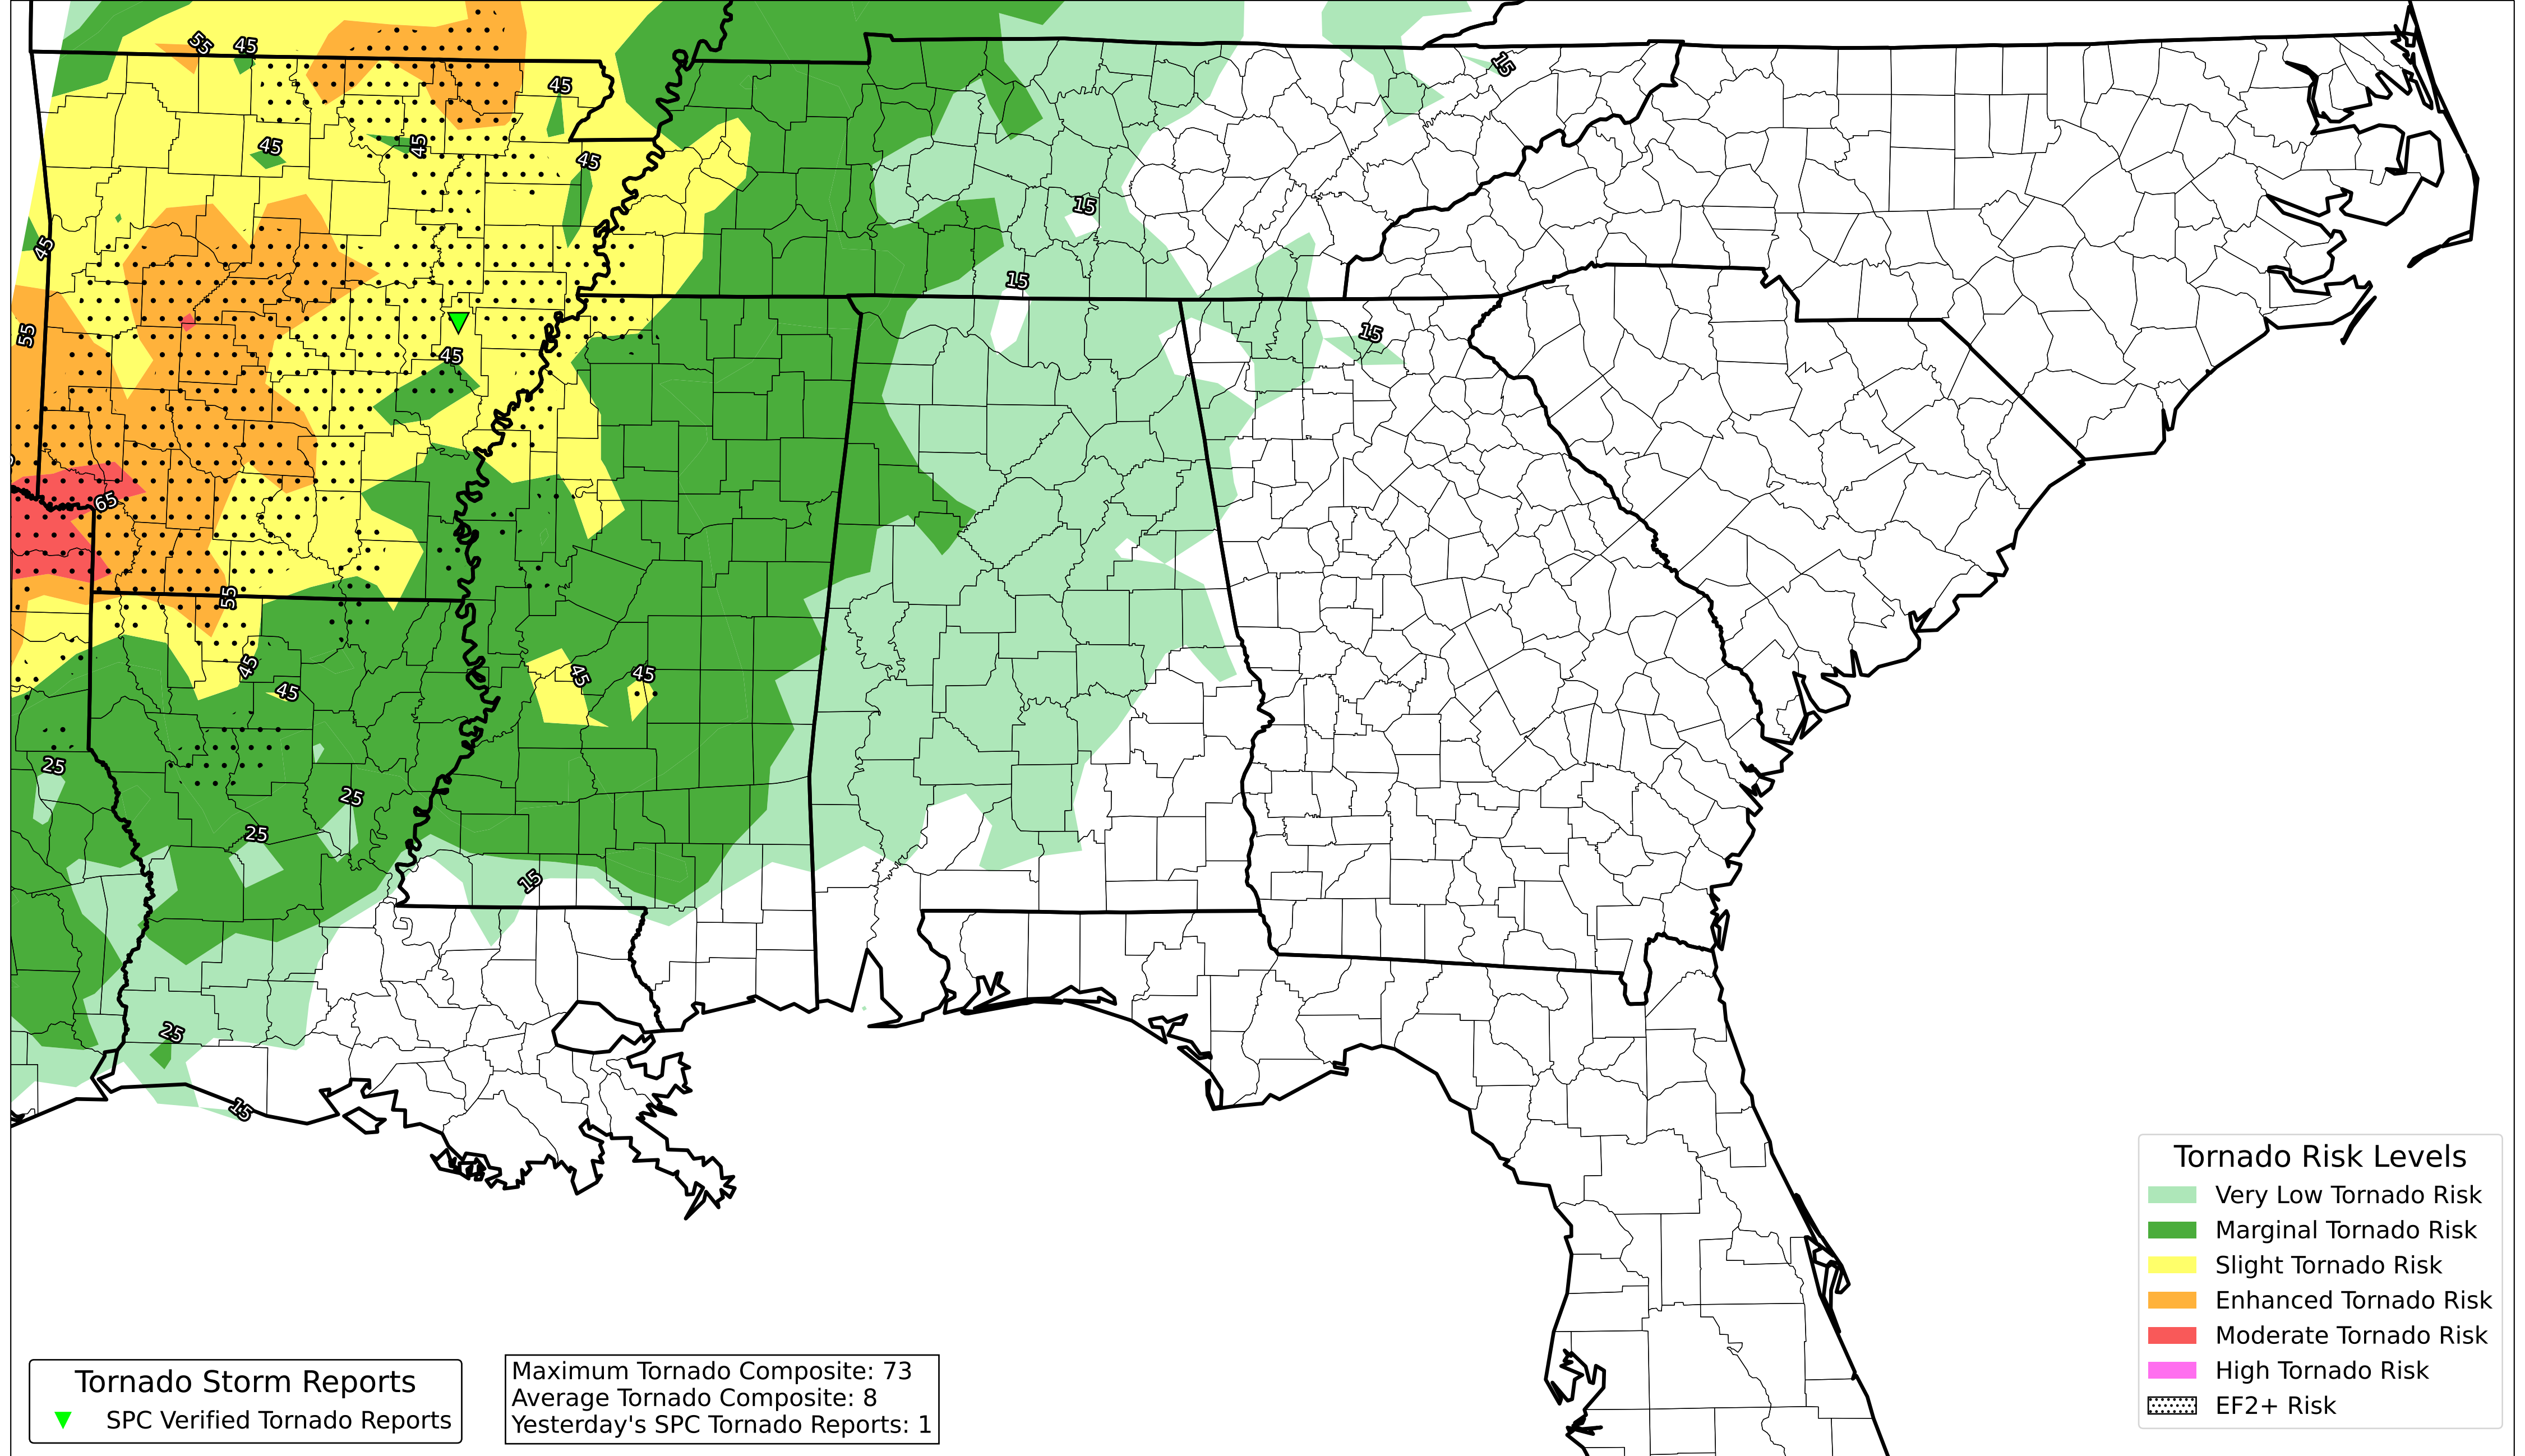 55
45
15
45
45
45
45
15
45
15
55
15
45
65
55
45
45
45
45
25
25
25
15
25
15
Tornado Risk Levels
Very Low Tornado Risk
Marginal Tornado Risk
Slight Tornado Risk
Enhanced Tornado Risk
Moderate Tornado Risk
High Tornado Risk
EF2+ Risk
Tornado Storm Reports
SPC Verified Tornado Reports
Maximum Tornado Composite: 73
Average Tornado Composite: 8
Yesterday's SPC Tornado Reports: 1